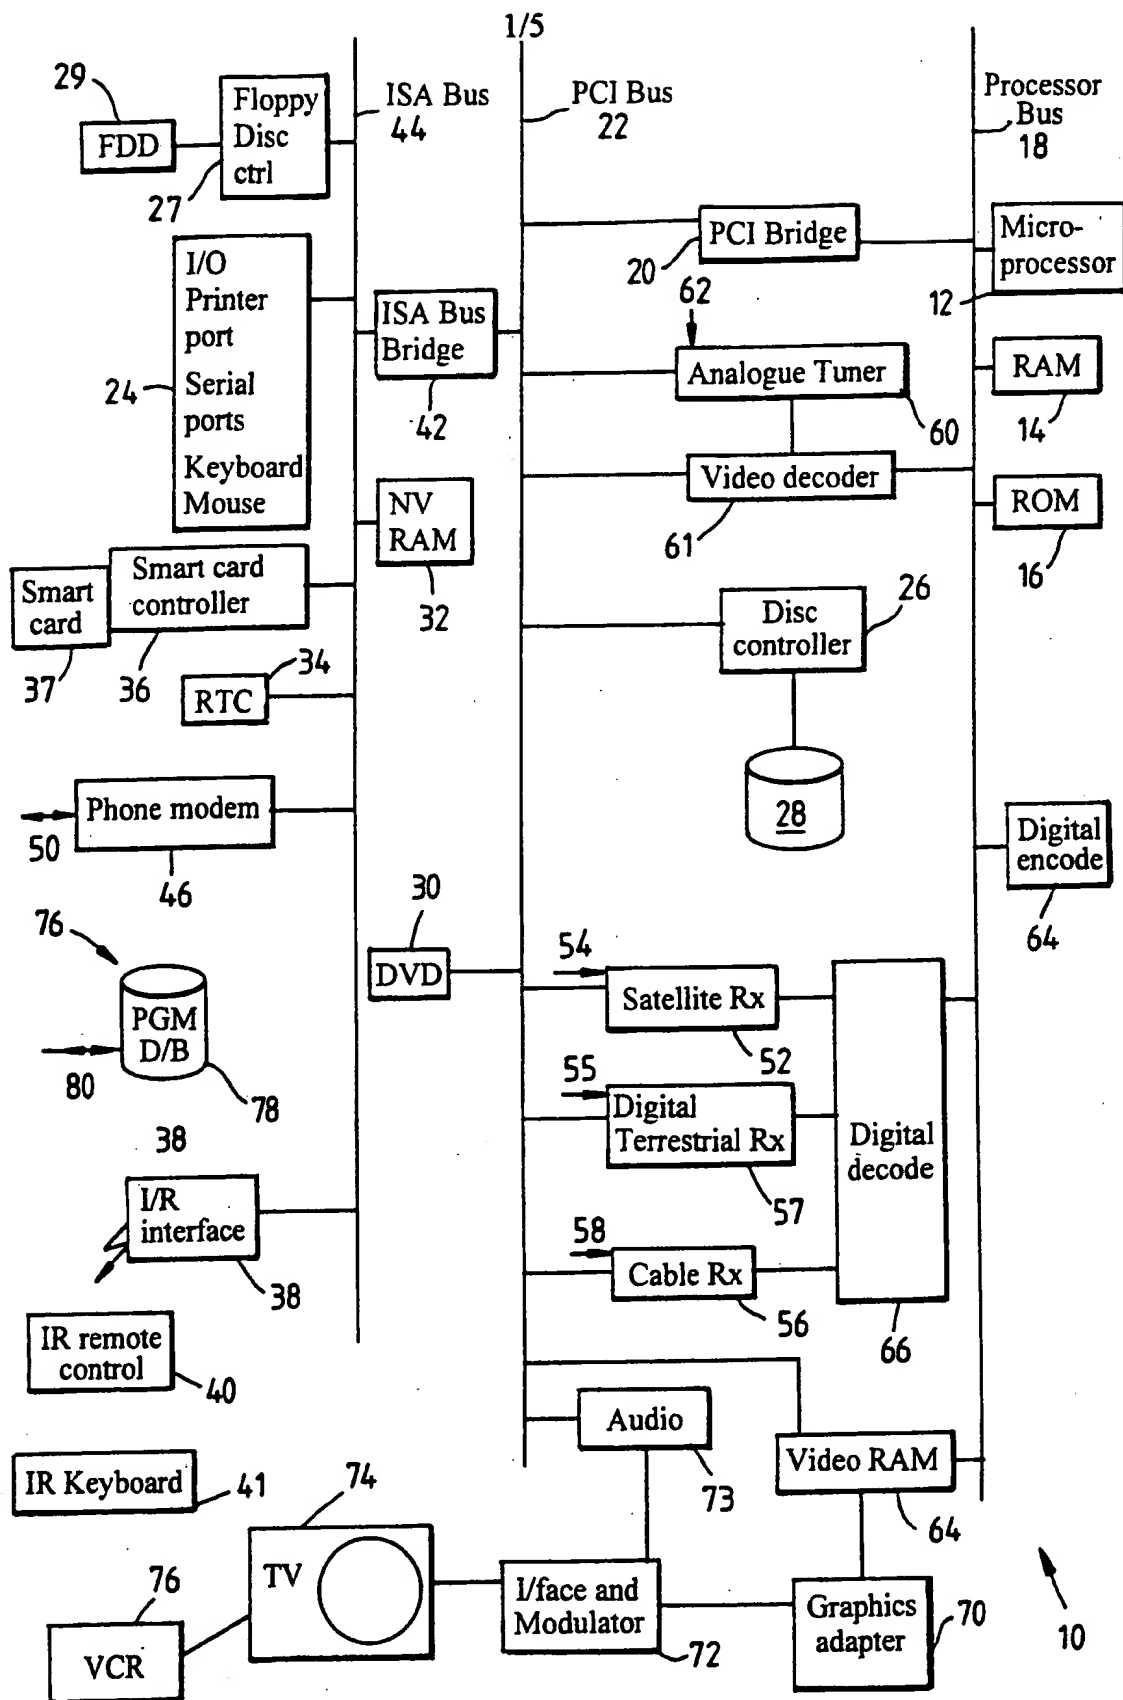 1/5
29
FDD
Floppy
Disc
ctrl
27
ISA Bus
44
PCI Bus
22
Processor
Bus
18
I/O
Printer
port
Serial
ports
Keyboard
Mouse
24
ISA Bus
Bridge
42
PCI Bridge
20
Micro-
processor
12
62
Analogue Tuner
60
RAM
14
Video decoder
61
ROM
16
NV
RAM
32
Smart card
controller
36
Smart
card
37
34
RTC
Disc
controller
26
28
Phone modem
50
46
Digital
encode
64
30
DVD
76
PGM
D/B
80
78
54
Satellite Rx
52
55
Digital
Terrestrial Rx
57
Digital
decode
66
38
I/R
interface
38
58
Cable Rx
56
IR remote
control
40
Audio
73
Video RAM
64
IR Keyboard
41
74
TV
76
VCR
I/face and
Modulator
72
Graphics
adapter
70
10